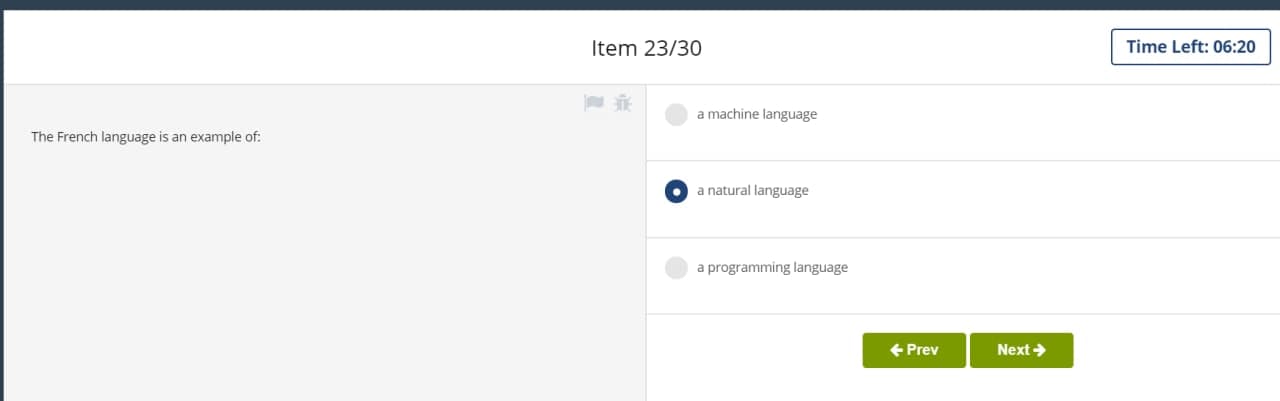 Item 23/30
Time Left: 06:20
The French language is an example of:
a machine language
a natural language
a programming language
Prev
Next